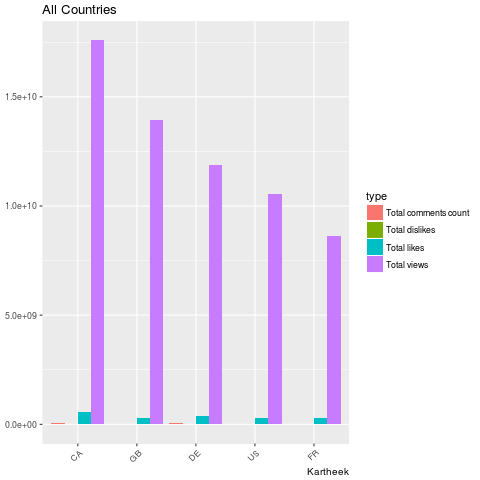 All Countries
1.5e+10
1.0e+10
5.0e+09
0.0e+00
CA
GB
DE
US
FR
Kartheek
type
Total comments count
Total dislikes
Total likes
Total views